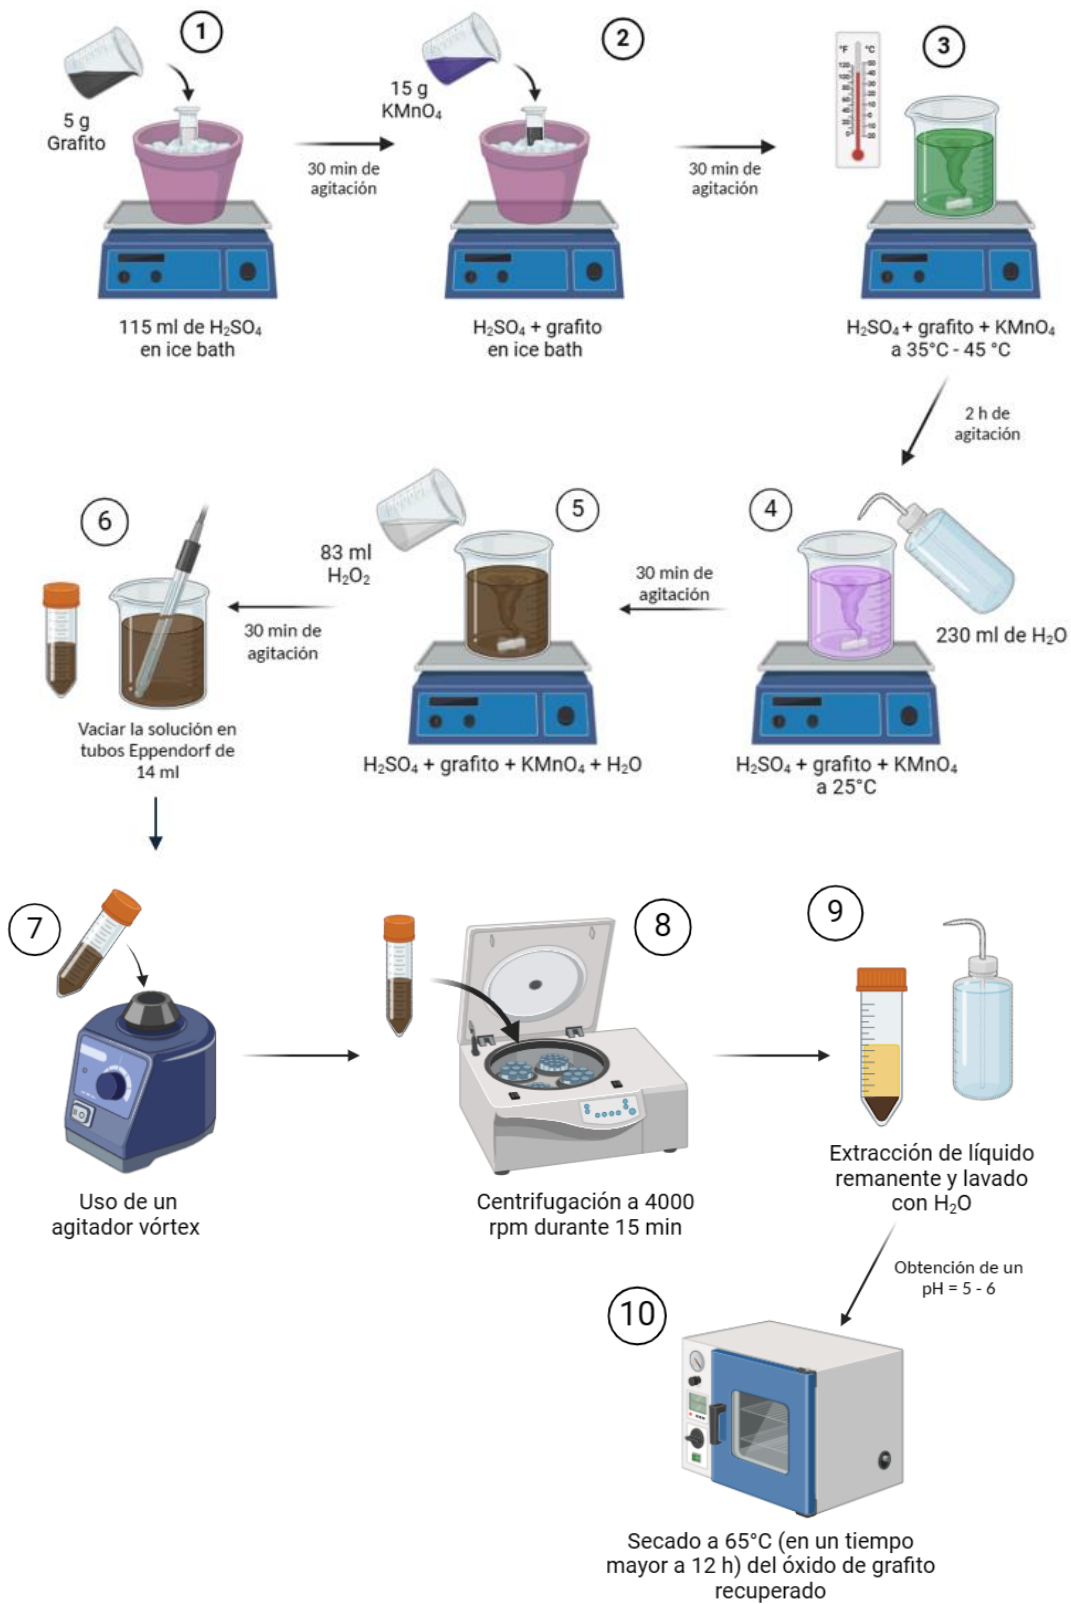 1
5 g
Grafito
30 min de
agitación
115 ml de H₂SO₄
en ice bath
2
15 g
KMnO₄
30 min de
agitación
H₂SO₄ + grafito
en ice bath
3
°F °C
H₂SO₄ + grafito + KMnO₄
a 35°C - 45 °C
2 h de
agitación
4
230 ml de H₂O
H₂SO₄ + grafito + KMnO₄
a 25°C
30 min de
agitación
5
83 ml
H₂O₂
H₂SO₄ + grafito + KMnO₄ + H₂O
30 min de
agitación
6
Vaciar la solución en
tubos Eppendorf de
14 ml
7
Uso de un
agitador vórtex
8
Centrifugación a 4000
rpm durante 15 min
9
Extracción de líquido
remanente y lavado
con H₂O
Obtención de un
pH = 5 - 6
10
Secado a 65°C (en un tiempo
mayor a 12 h) del óxido de grafito
recuperado